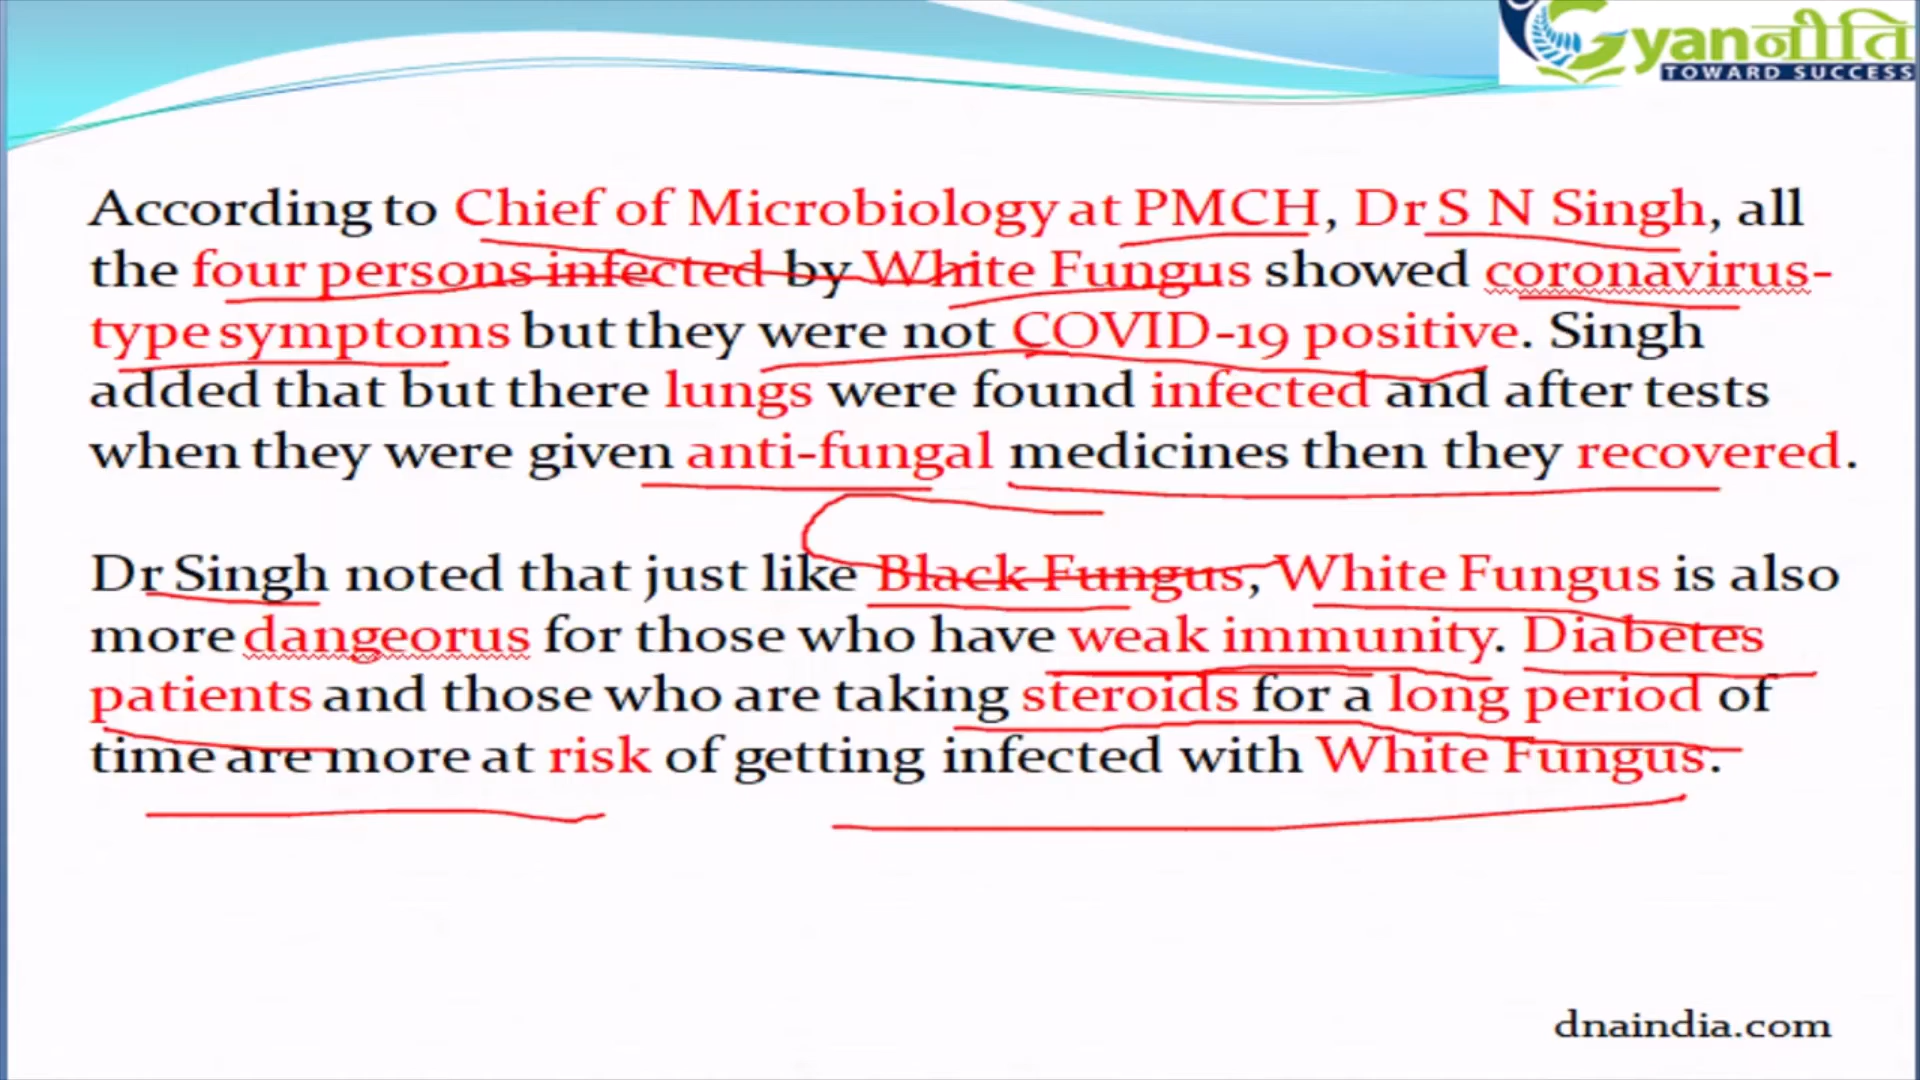 Gyanनीति
TOWARD SUCCESS
According to Chief of Microbiology at PMCH, Dr S N Singh, all
the four persons infected by White Fungus showed coronavirus-
type symptoms but they were not COVID-19 positive. Singh
added that but there lungs were found infected and after tests
when they were given anti-fungal medicines then they recovered.
Dr Singh noted that just like Black Fungus, White Fungus is also
more dangeorus for those who have weak immunity. Diabetes
patients and those who are taking steroids for a long period of
time are more at risk of getting infected with White Fungus.
dnaindia.com